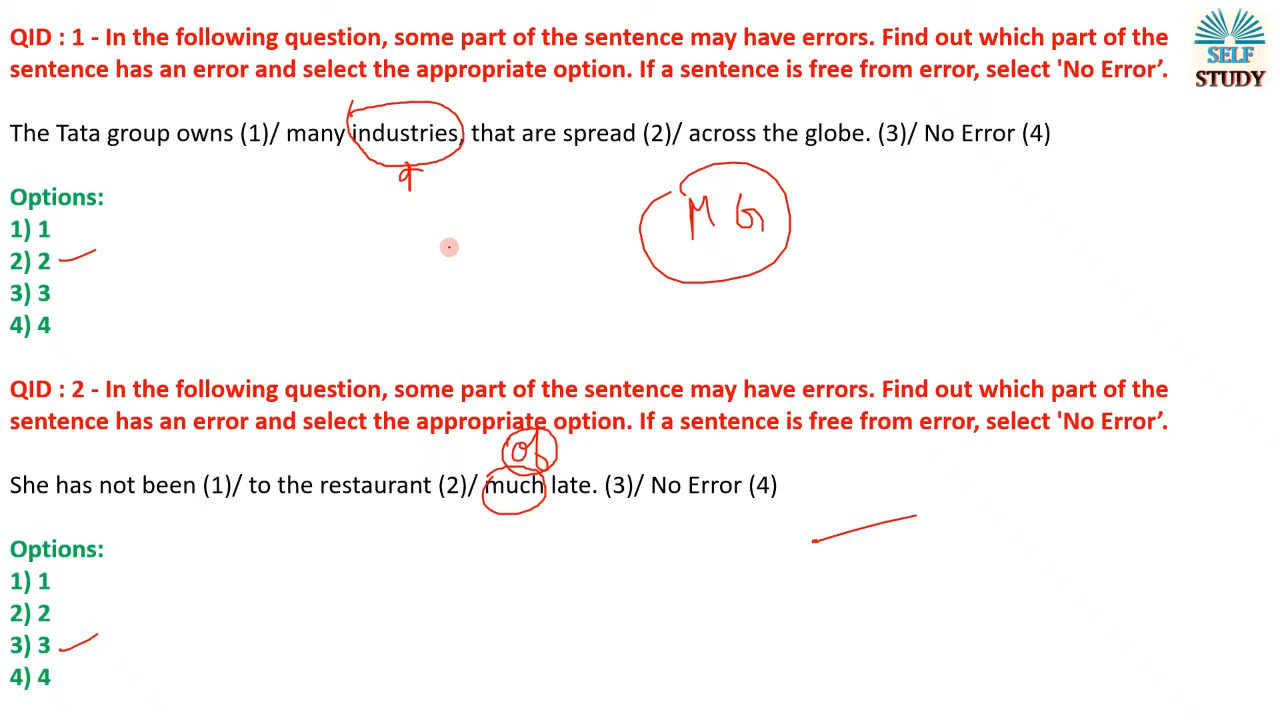 QID : 1 - In the following question, some part of the sentence may have errors. Find out which part of the
sentence has an error and select the appropriate option. If a sentence is free from error, select 'No Error’.
SELF
STUDY
The Tata group owns (1)/ many industries, that are spread (2)/ across the globe. (3)/ No Error (4)
M G
Options:
1) 1
2) 2
3) 3
4) 4
QID : 2 - In the following question, some part of the sentence may have errors. Find out which part of the
sentence has an error and select the appropriate option. If a sentence is free from error, select 'No Error’.
of
She has not been (1)/ to the restaurant (2)/ much late. (3)/ No Error (4)
Options:
1) 1
2) 2
3) 3
4) 4